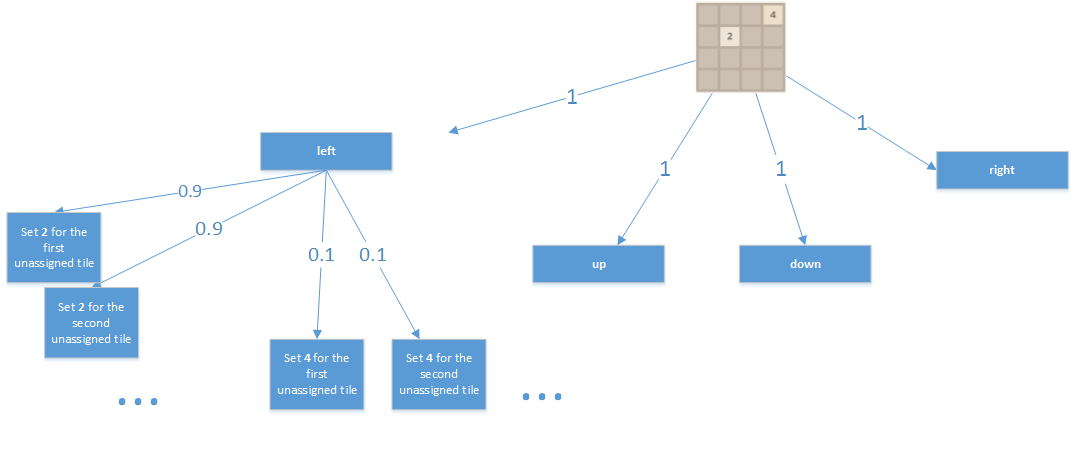 4
2
1
1
1
1
left
right
0.9
0.9
Set 2 for the
first
unassigned tile
0.1
0.1
up
down
Set 2 for the
second
unassigned tile
Set 4 for the
first
unassigned tile
Set 4 for the
second
unassigned tile
...
...